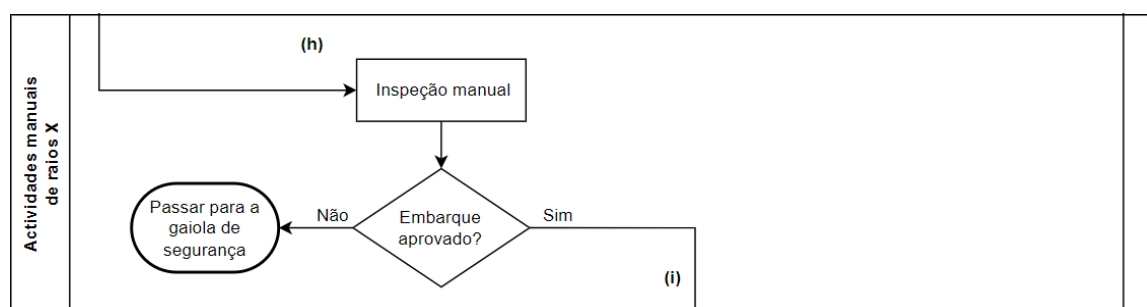 Actividades manuais
de raios X
(h)
Inspeção manual
Passar para a
gaiola de
segurança
Não
Embarque
aprovado?
Sim
(i)